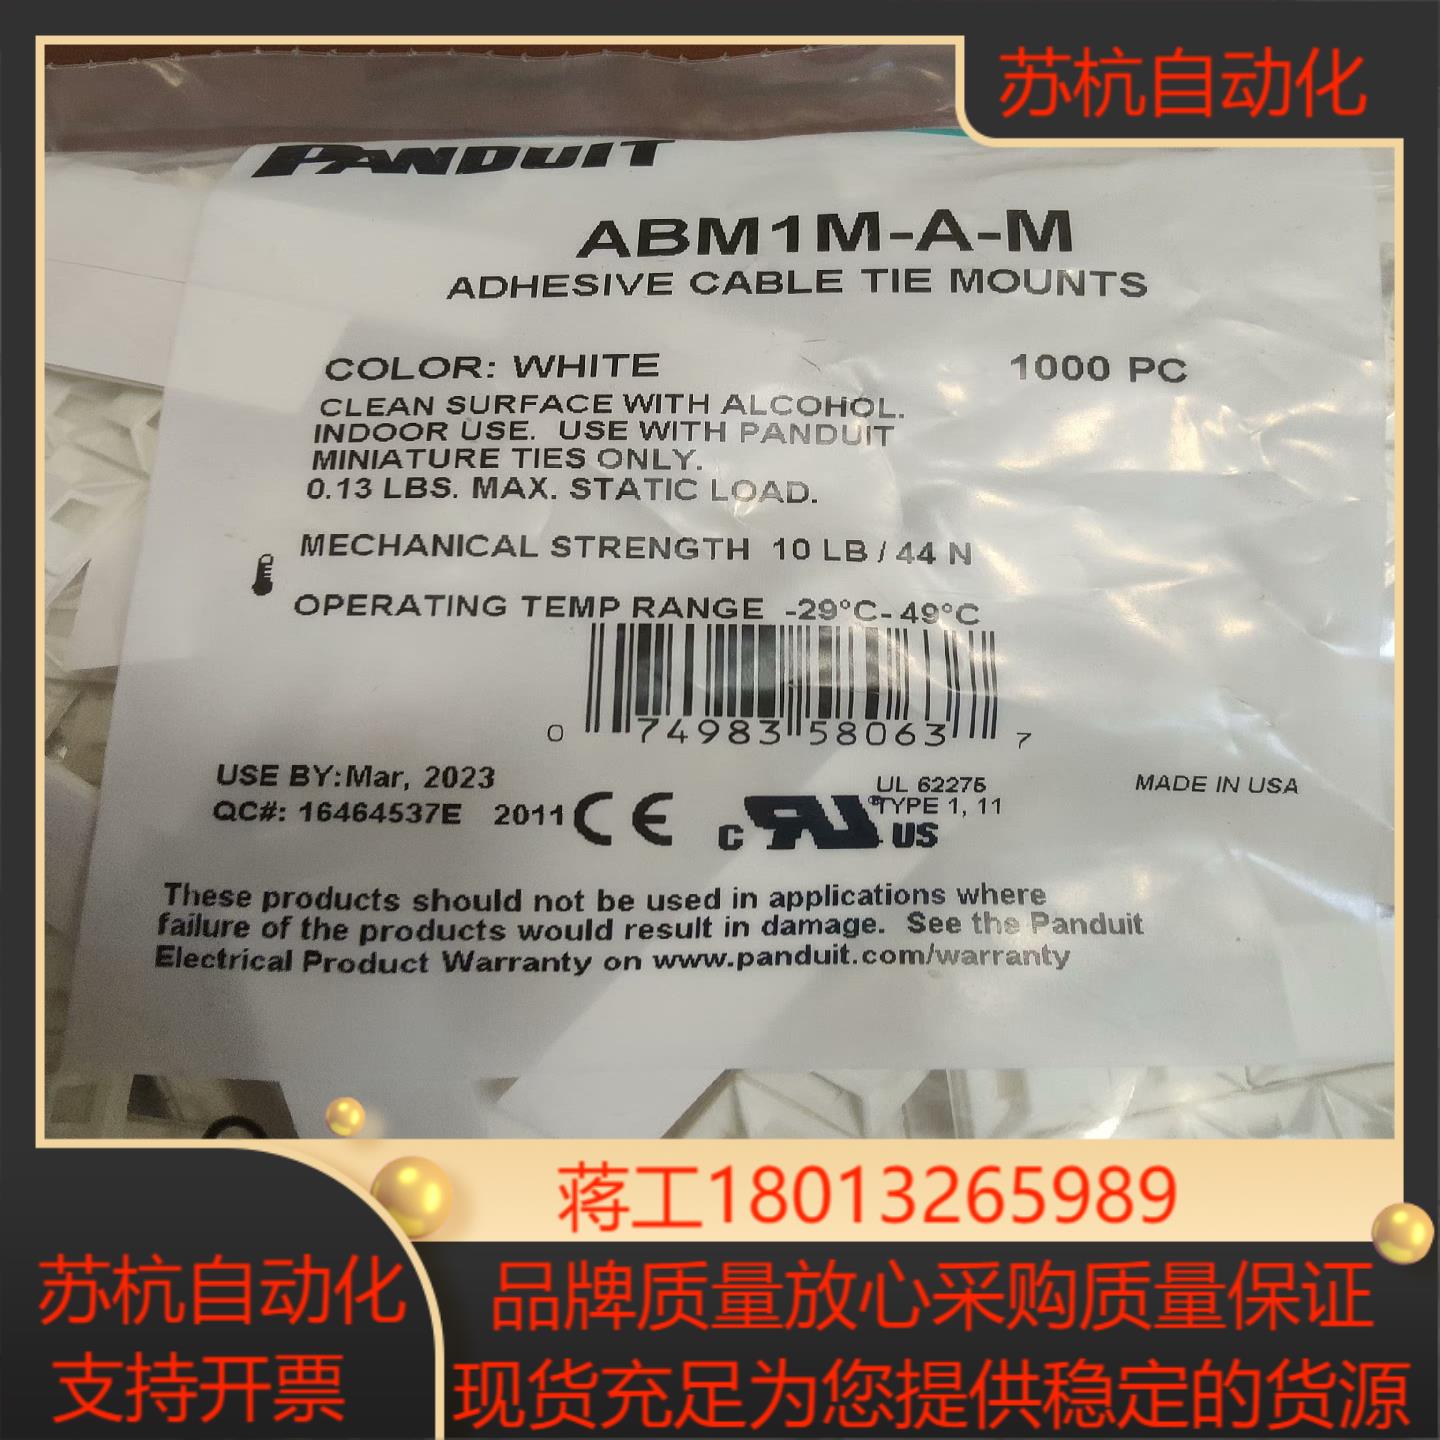 苏杭自动化
PANDUIT
ABM1M-A-M
ADHESIVE CABLE TIE MOUNTS
COLOR: WHITE 1000 PC
CLEAN SURFACE WITH ALCOHOL.
INDOOR USE. USE WITH PANDUIT
MINIATURE TIES ONLY.
0.13 LBS. MAX. STATIC LOAD.
MECHANICAL STRENGTH 10 LB / 44 N
OPERATING TEMP RANGE -29°C- 49°C
0 74983 58063 7
USE BY:Mar, 2023
QC#: 16464537E 2011 CE
UL 62275
TYPE 1, 11
c RU ® US
MADE IN USA
These products should not be used in applications where
failure of the products would result in damage. See the Panduit
Electrical Product Warranty on www.panduit.com/warranty
蒋工18013265989
苏杭自动化
支持开票
品牌质量放心采购质量保证
现货充足为您提供稳定的货源